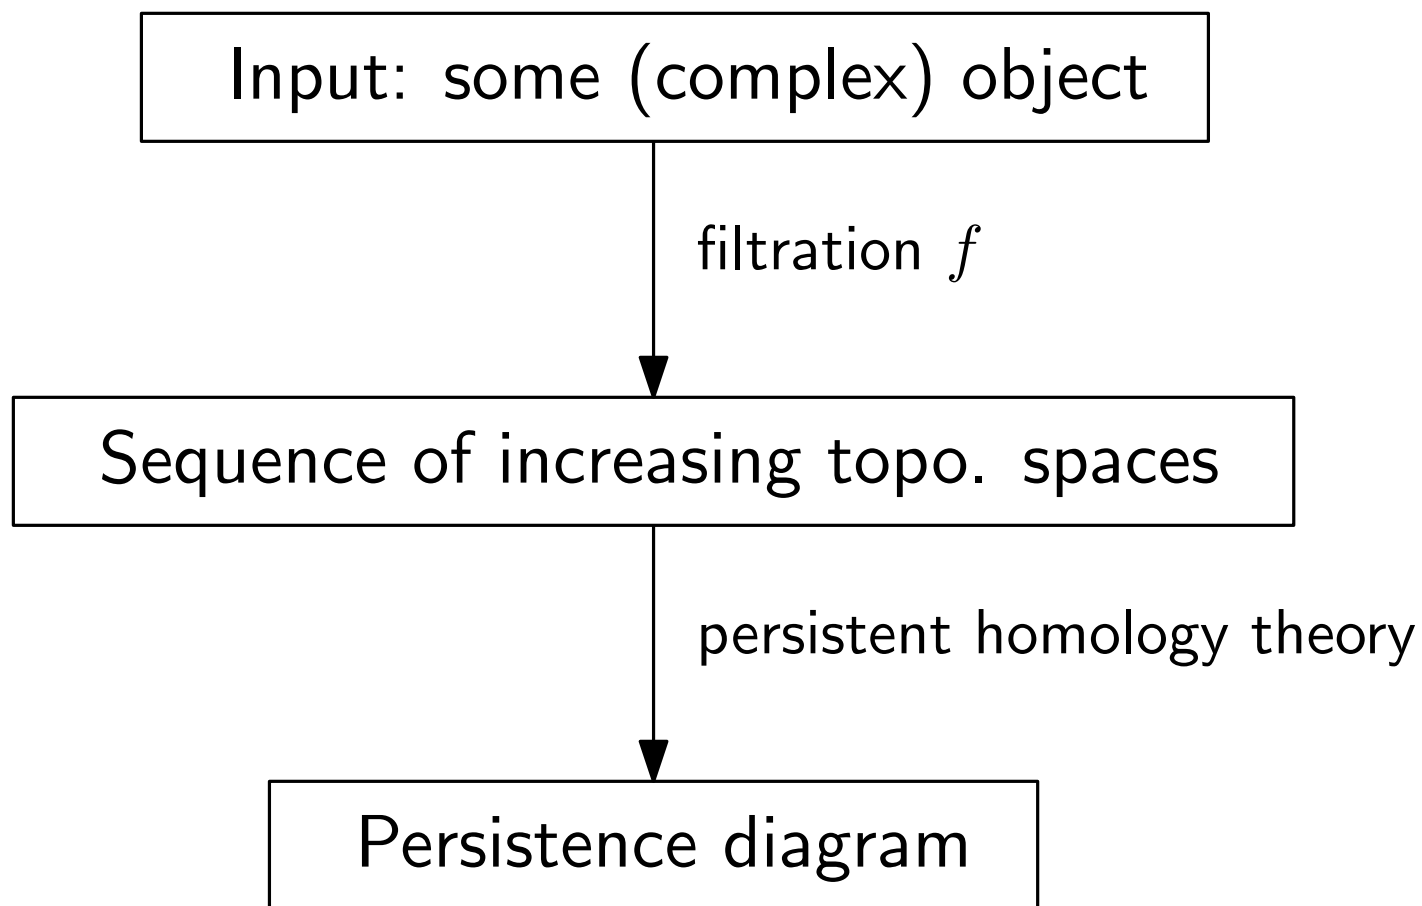 Input: some (complex) object
filtration f
Sequence of increasing topo. spaces
persistent homology theory
Persistence diagram